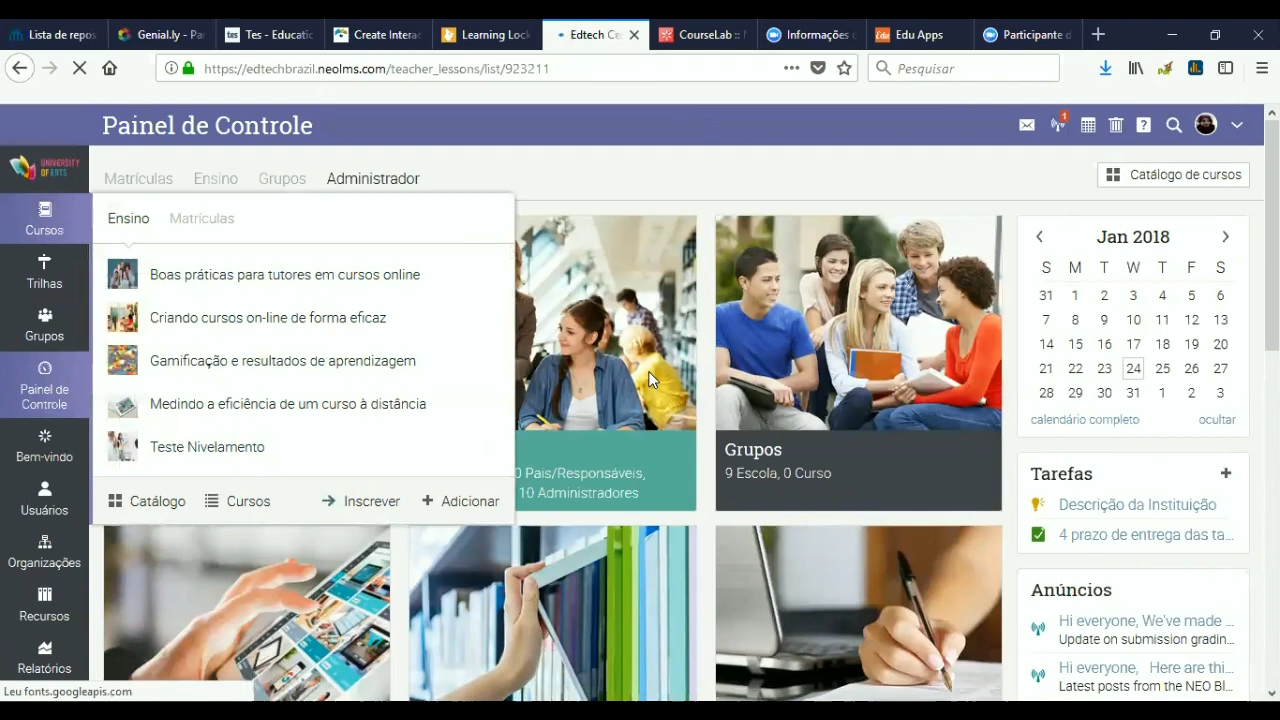 Lista de repos
Genial.ly - Pa
Tes - Educatic
Create Interac
Learning Lock
Edtech Ce
CourseLab :: N
Informações d
Edu Apps
Participante d
https://edtechbrazil.neolms.com/teacher_lessons/list/923211
Pesquisar
Painel de Controle
1
UNIVERSITY
OF ARTS
Matrículas
Ensino
Grupos
Administrador
Catálogo de cursos
Cursos
Trilhas
Grupos
Painel de
Controle
Bem-vindo
Usuários
Organizações
Recursos
Relatórios
Ensino
Matrículas
Boas práticas para tutores em cursos online
Criando cursos on-line de forma eficaz
Gamificação e resultados de aprendizagem
Medindo a eficiência de um curso à distância
Teste Nivelamento
Catálogo
Cursos
Inscrever
Adicionar
0 Pais/Responsáveis,
10 Administradores
Grupos
9 Escola, 0 Curso
Jan 2018
S M T W T F S
31 1 2 3 4 5 6
7 8 9 10 11 12 13
14 15 16 17 18 19 20
21 22 23 24 25 26 27
28 29 30 31 1 2 3
calendário completo
ocultar
Tarefas
Descrição da Instituição
4 prazo de entrega das ta...
Anúncios
Hi everyone, We've made ...
Update on submission gradin...
Hi everyone, Here are thi...
Latest posts from the NEO Bl...
Leu fonts.googleapis.com